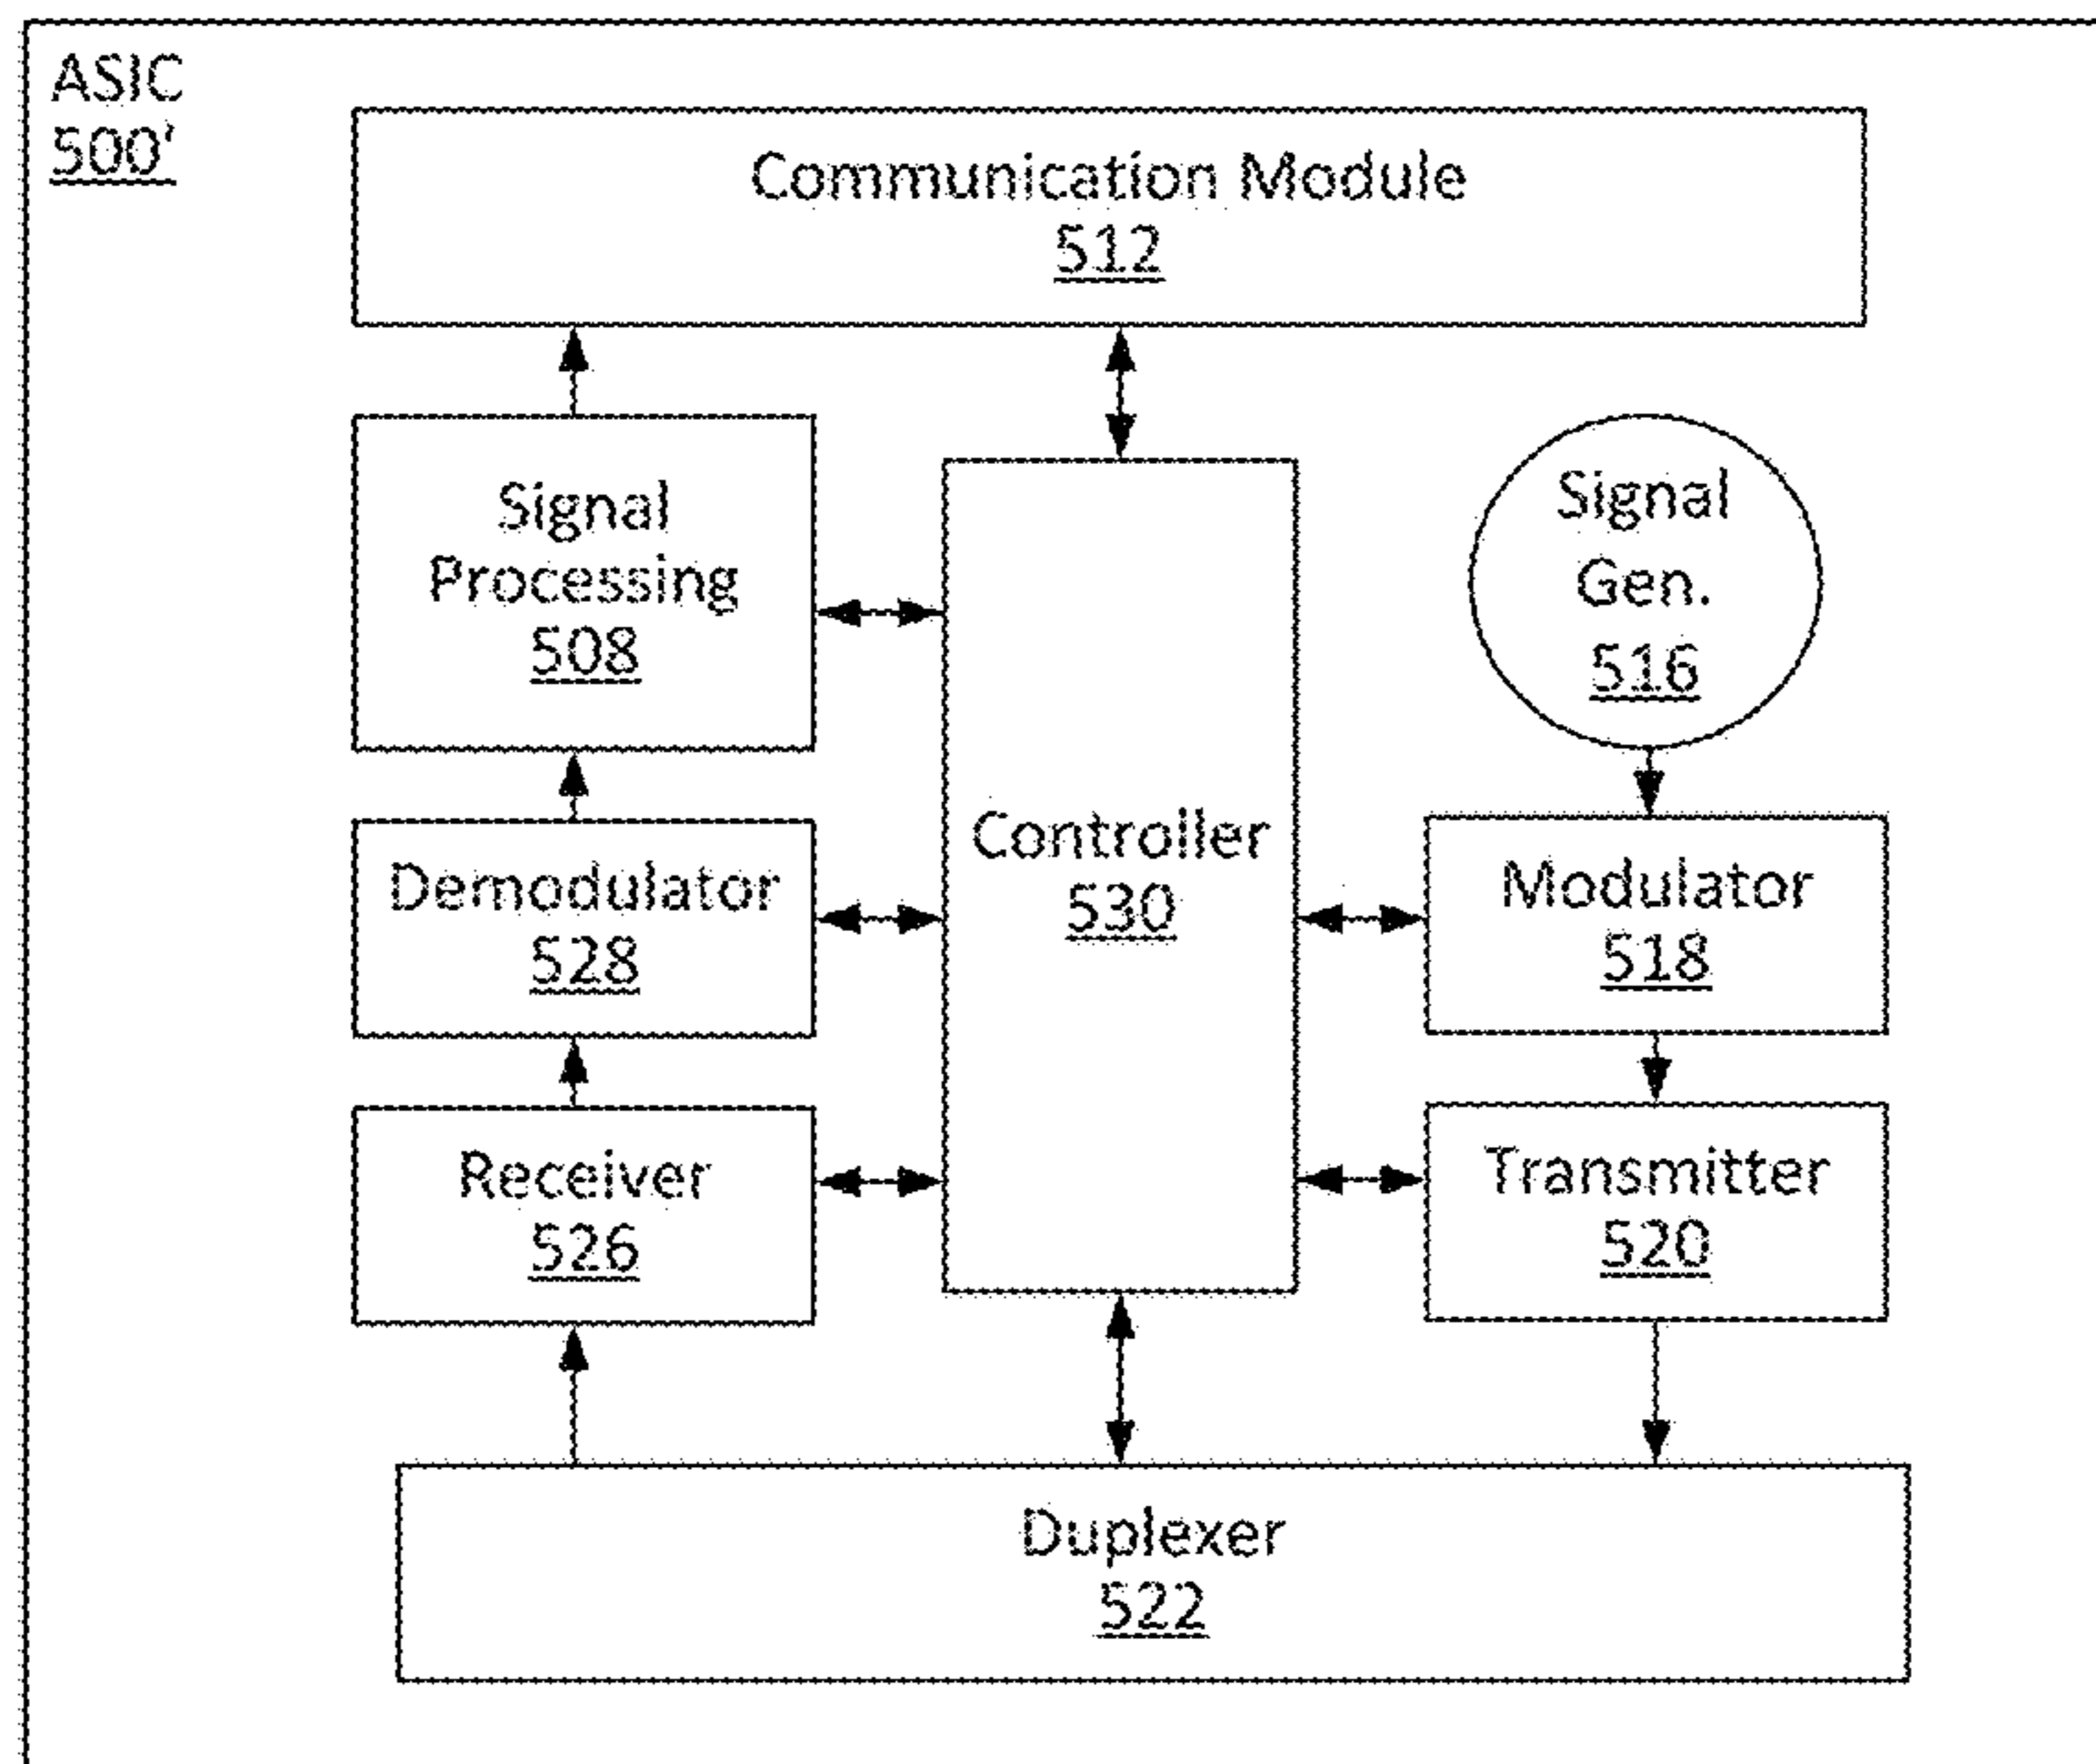 ASIC
500'
Communication Module
512
Signal
Processing
508
Signal
Gen.
516
Controller
530
Demodulator
528
Modulator
518
Receiver
526
Transmitter
520
Duplexer
522